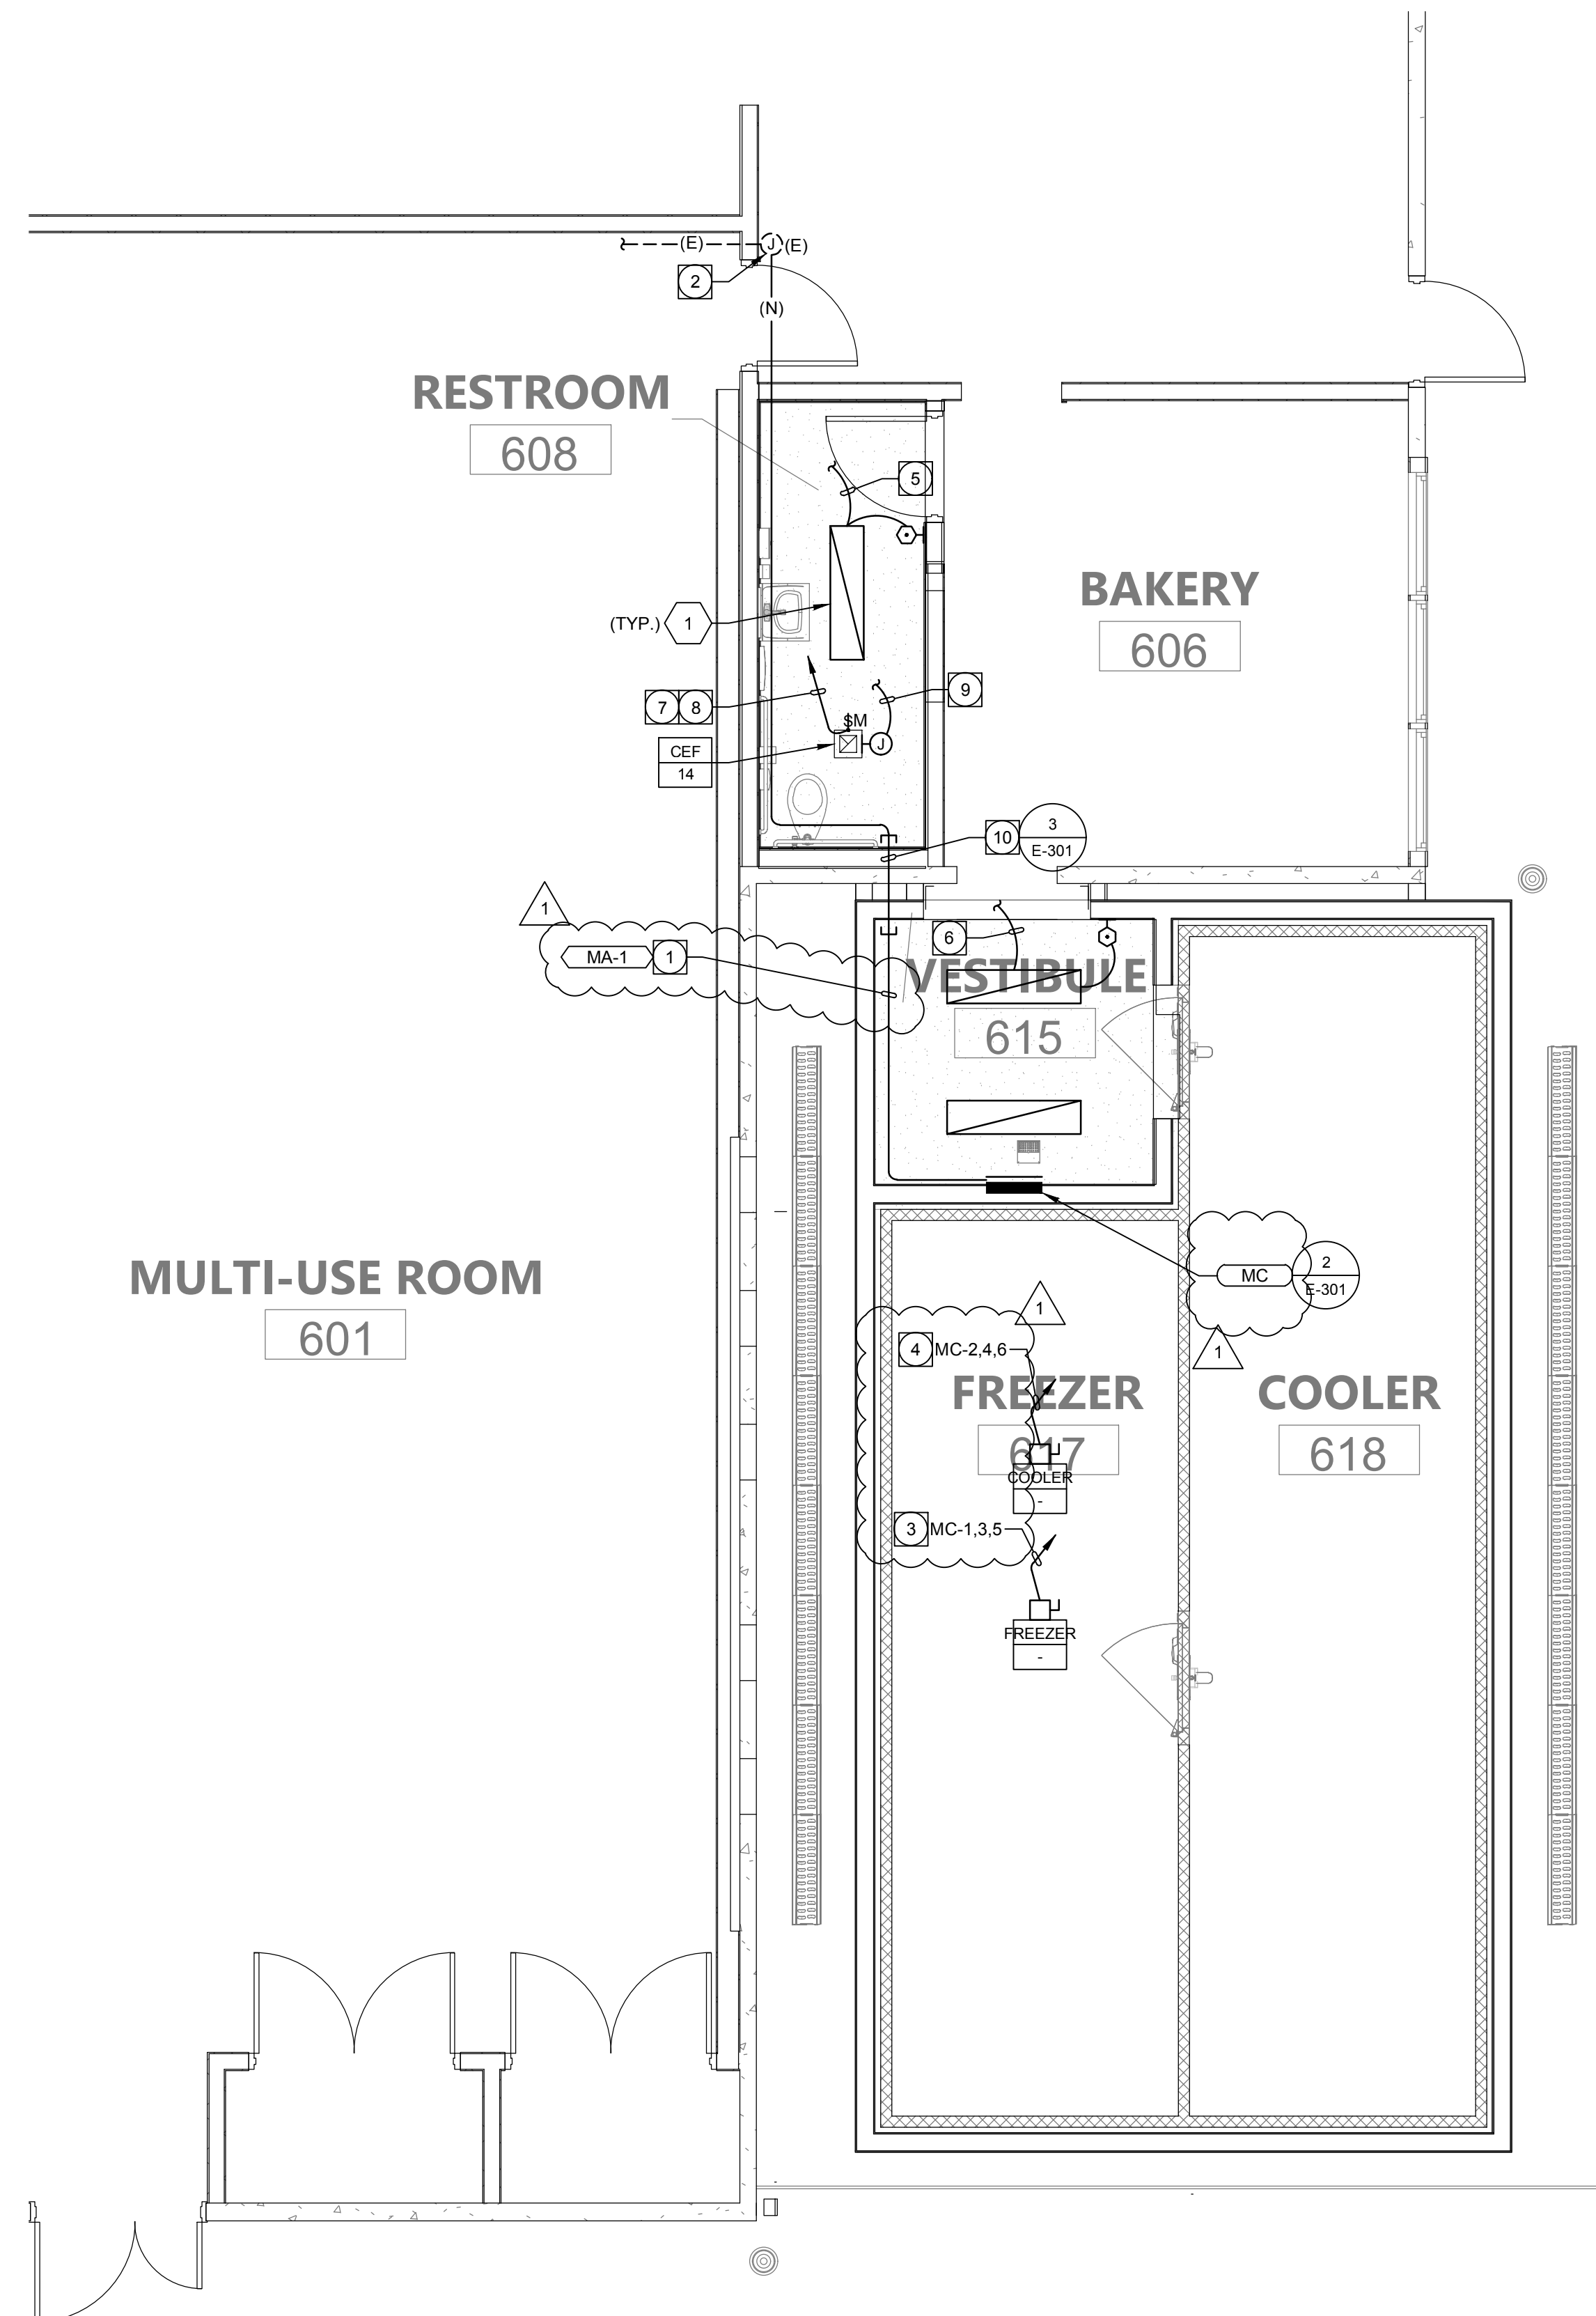 (E)
J
(E)
2
(N)
RESTROOM
608
5
BAKERY
606
(TYP.)
1
7
8
9
$M
J
CEF
14
10
3
E-301
1
MA-1
1
6
VESTIBULE
615
MULTI-USE ROOM
601
MC
2
E-301
1
1
4
MC-2,4,6
FREEZER
617
COOLER
-
COOLER
618
3
MC-1,3,5
FREEZER
-